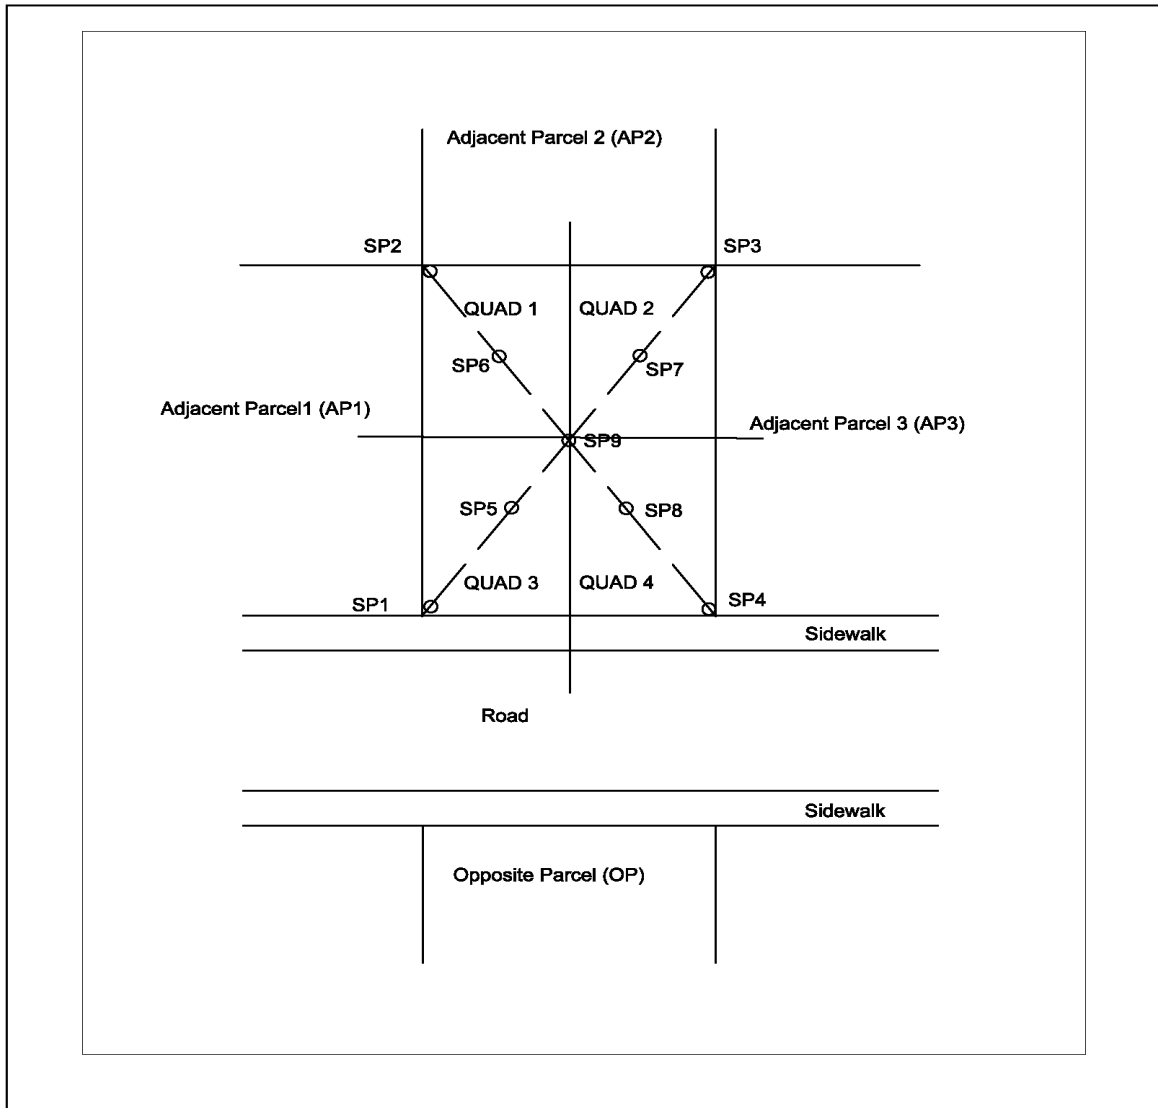 Adjacent Parcel 2 (AP2)
SP2
SP3
QUAD 1
QUAD 2
SP6
SP7
Adjacent Parcel1 (AP1)
Adjacent Parcel 3 (AP3)
SP9
SP5
SP8
QUAD 3
QUAD 4
SP1
SP4
Sidewalk
Road
Sidewalk
Opposite Parcel (OP)